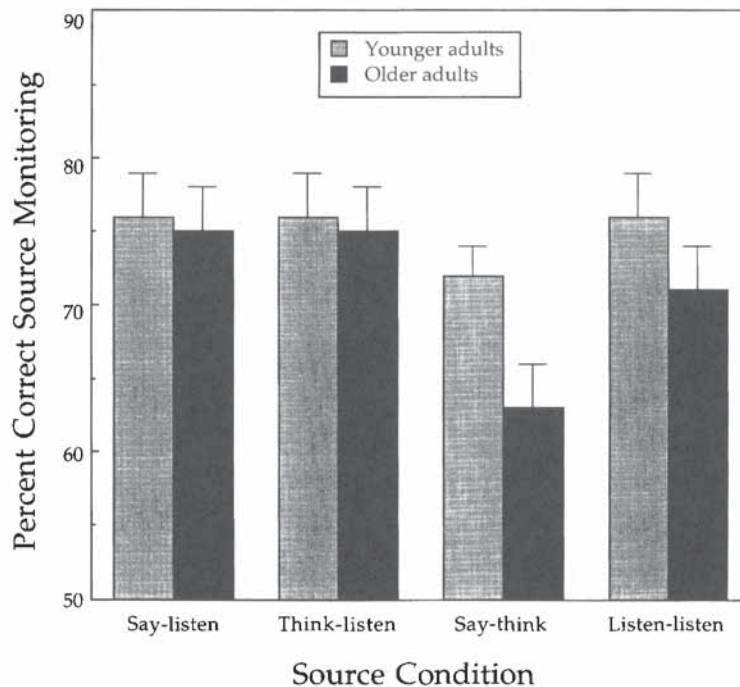 90
80
70
60
50
Percent Correct Source Monitoring
Younger adults
Older adults
Say-listen
Think-listen
Say-think
Listen-listen
Source Condition